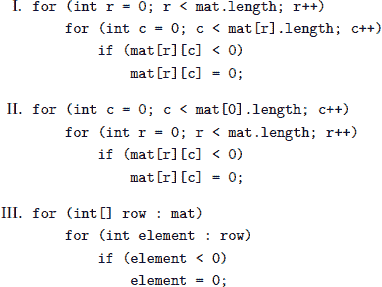 I. for (int r = 0; r < mat.length; r++)
for (int c = 0; c < mat[r].length; c++)
if (mat[r][c] < 0)
mat[r][c] = 0;
II. for (int c = 0; c < mat[0].length; c++)
for (int r = 0; r < mat.length; r++)
if (mat[r][c] < 0)
mat[r][c] = 0;
III. for (int[] row : mat)
for (int element : row)
if (element < 0)
element = 0;